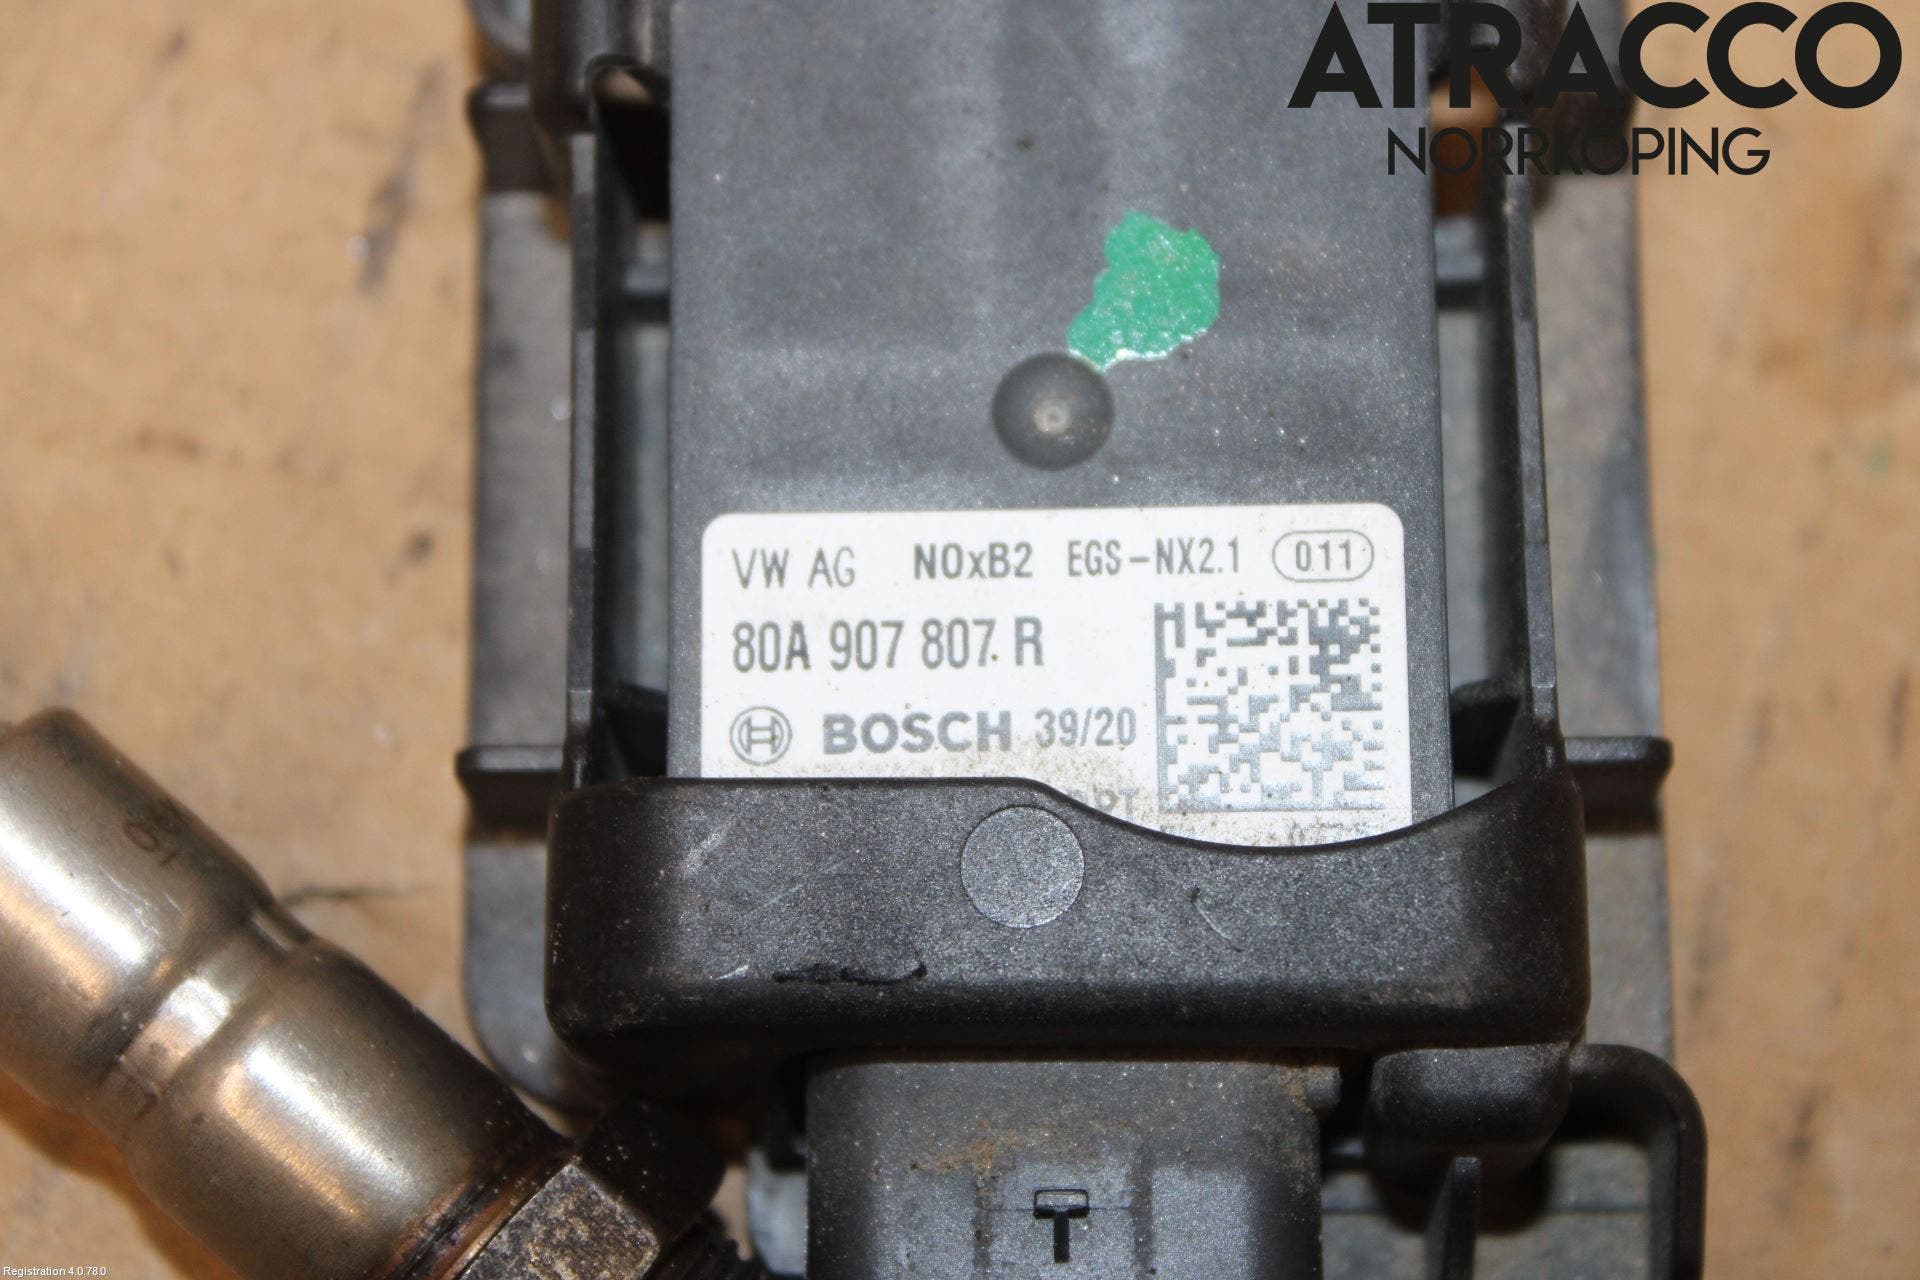 ATRACCO
NORRKÖPING
VW AG NOxB2 EGS-NX2.1 011
80A 907 807. R
BOSCH 39/20
T
Registration 4.0.78.0